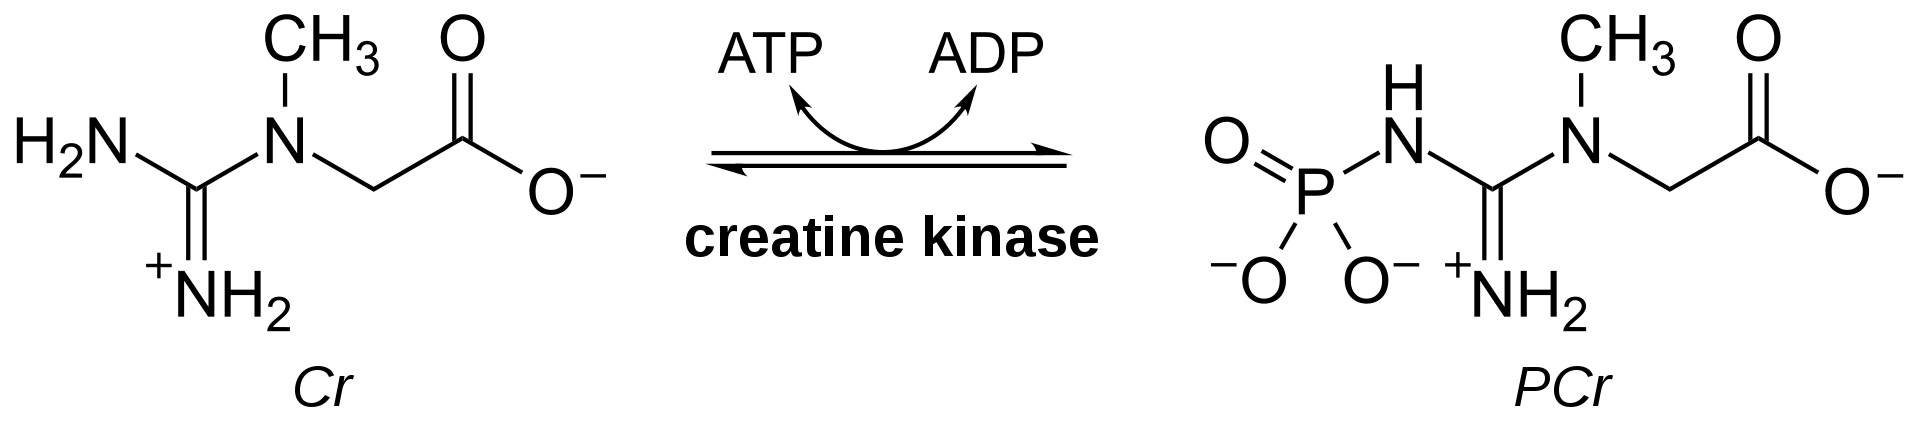 CH₃ O
H₂N N O⁻
⁺NH₂
Cr
ATP ADP
creatine kinase
H CH₃ O
O N N O⁻
P
⁻O O⁻ ⁺NH₂
PCr